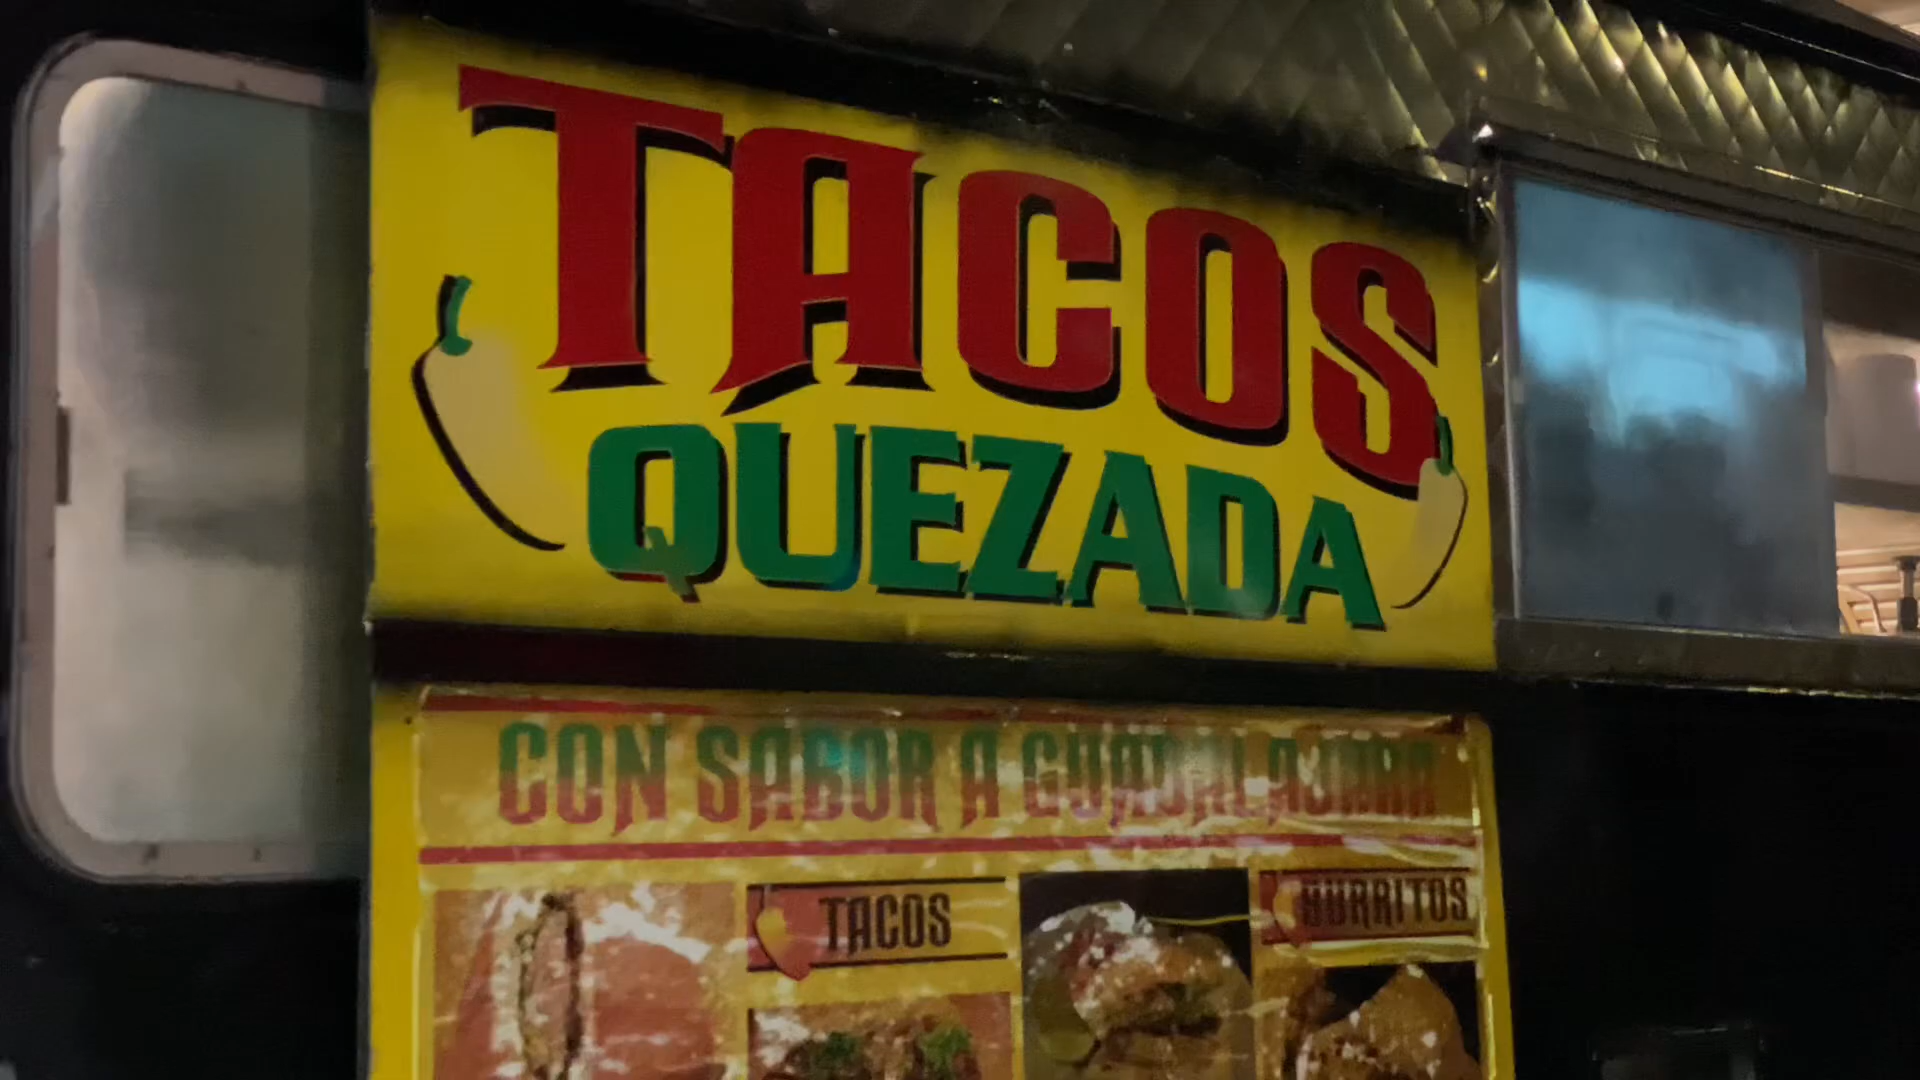 TACOS
QUEZADA
CON SABOR A GUADALAJARA
TACOS
BURRITOS